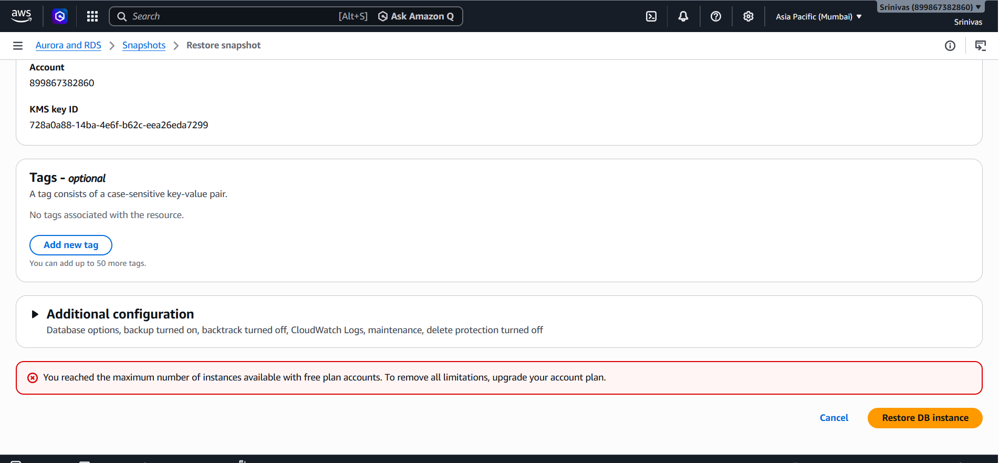 aws
Search
[Alt+S]
Ask Amazon Q
Asia Pacific (Mumbai)
Srinivas (899867382860)
Srinivas
Aurora and RDS
Snapshots
Restore snapshot
Account
899867382860
KMS key ID
728a0a88-14ba-4e6f-b62c-eea26eda7299
Tags - optional
A tag consists of a case-sensitive key-value pair.
No tags associated with the resource.
Add new tag
You can add up to 50 more tags.
Additional configuration
Database options, backup turned on, backtrack turned off, CloudWatch Logs, maintenance, delete protection turned off
You reached the maximum number of instances available with free plan accounts. To remove all limitations, upgrade your account plan.
Cancel
Restore DB instance